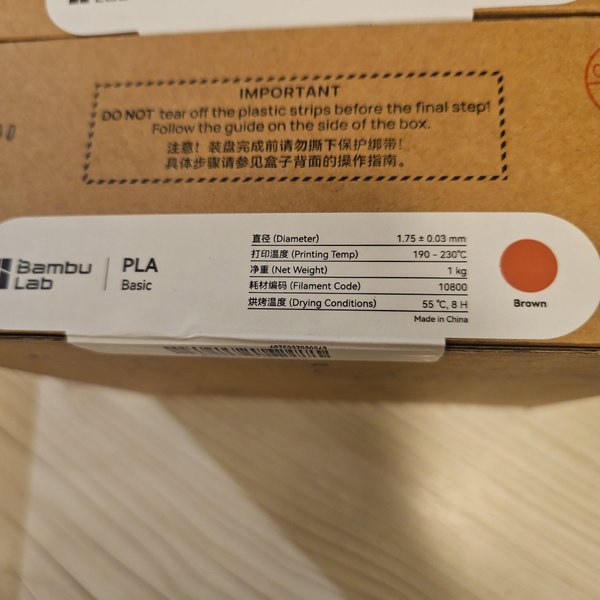 IMPORTANT
DO NOT tear off the plastic strips before the final step!
Follow the guide on the side of the box.
注意！装盘完成前请勿撕下保护绑带！
具体步骤请参见盒子背面的操作指南。
Bambu
Lab
PLA
Basic
直径 (Diameter) 1.75 ± 0.03 mm
打印温度 (Printing Temp) 190 - 230℃
净重 (Net Weight) 1 kg
耗材编码 (Filament Code) 10800
烘烤温度 (Drying Conditions) 55 ℃, 8 H
Made in China
Brown